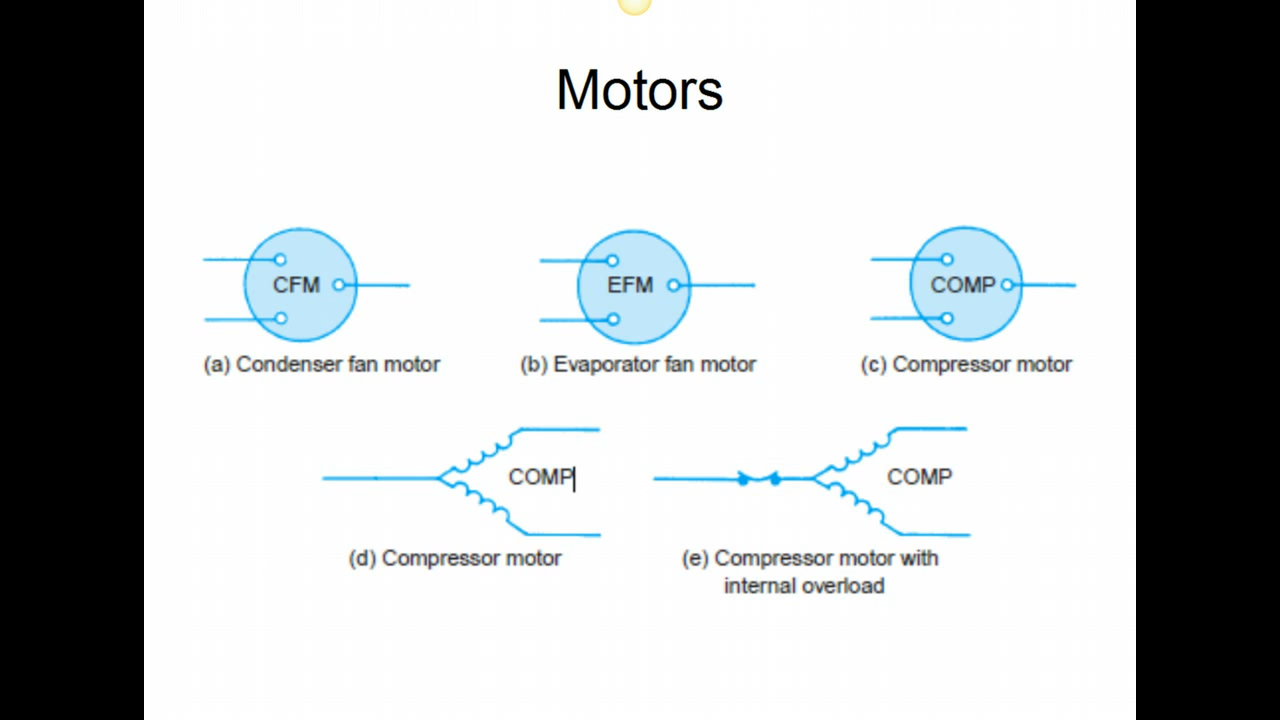 Motors
CFM
EFM
COMP
(a) Condenser fan motor
(b) Evaporator fan motor
(c) Compressor motor
COMP
COMP
(d) Compressor motor
(e) Compressor motor with
internal overload